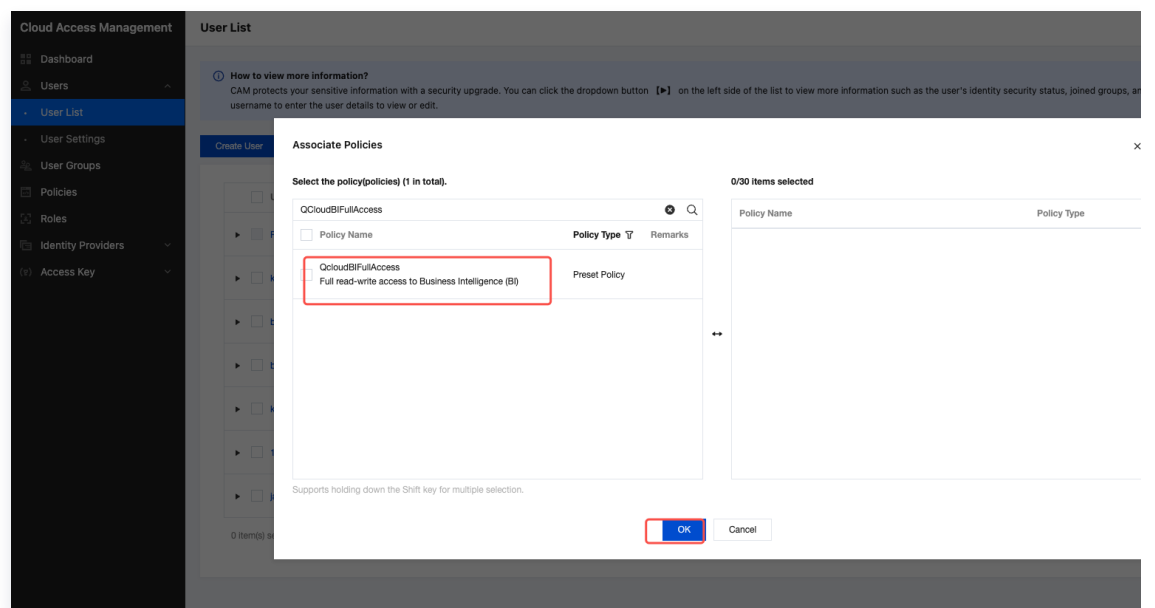 Cloud Access Management
User List
Dashboard
Users
User List
User Settings
User Groups
Policies
Roles
Identity Providers
Access Key
How to view more information?
CAM protects your sensitive information with a security upgrade. You can click the dropdown button 【▶】 on the left side of the list to view more information such as the user's identity security status, joined groups,
username to enter the user details to view or edit.
Create User
Associate Policies
Select the policy(policies) (1 in total).
0/30 items selected
QCloudBIFullAccess
Policy Name
Policy Type
Remarks
Policy Name
Policy Type
QcloudBIFullAccess
Full read-write access to Business Intelligence (BI)
Preset Policy
Supports holding down the Shift key for multiple selection.
OK
Cancel
0 item(s)